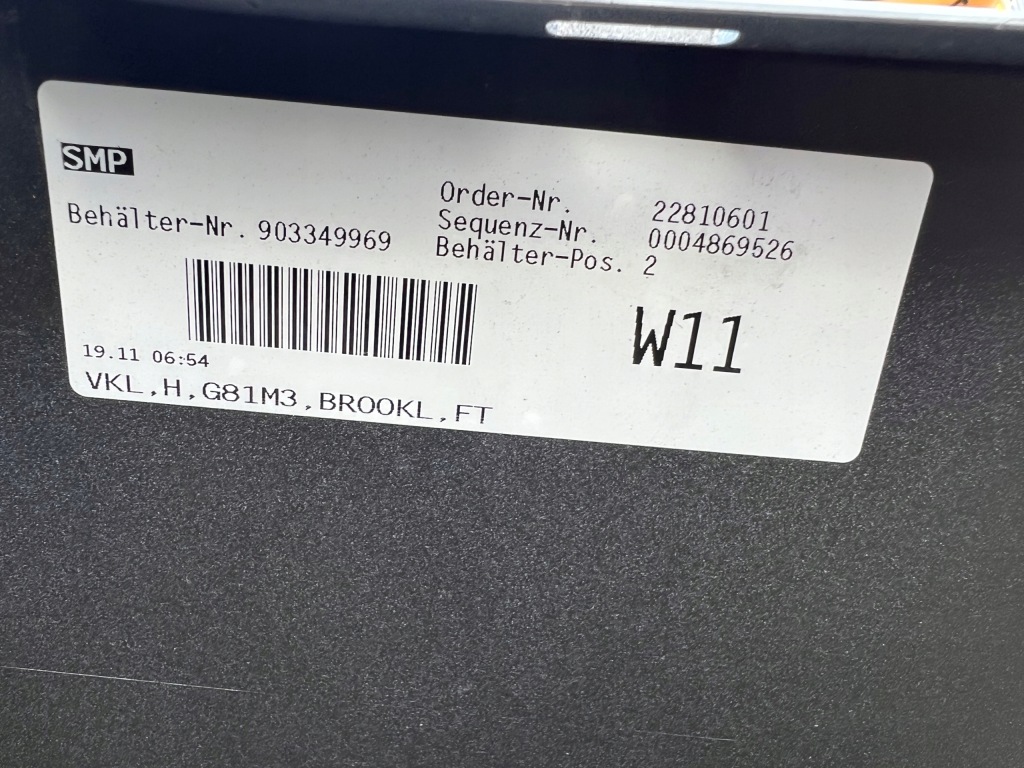 SMP
Behälter-Nr. 903349969
Order-Nr. 22810601
Sequenz-Nr. 0004869526
Behälter-Pos. 2
W11
19.11 06:54
VKL,H,G81M3,BROOKL,FT